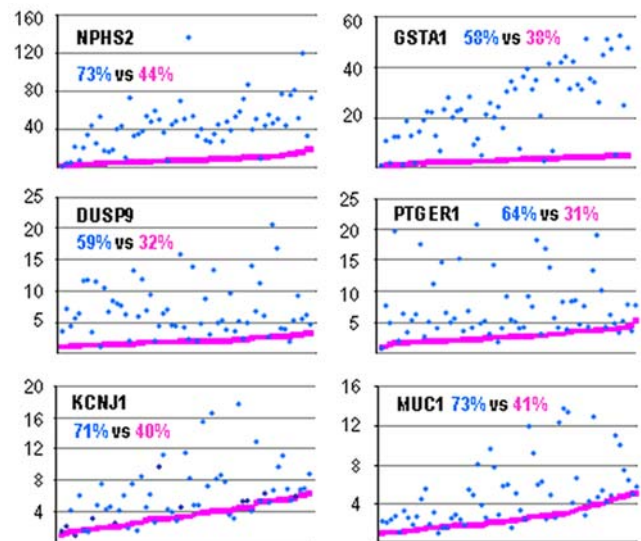 NPHS2
73% vs 44%
160
120
80
40
GSTA1 58% vs 38%
60
40
20
DUSP9
59% vs 32%
25
20
15
10
5
PTGER1
64% vs 31%
25
20
15
10
5
KCNJ1
71% vs 40%
20
16
12
8
4
MUC1 73% vs 41%
16
12
8
4